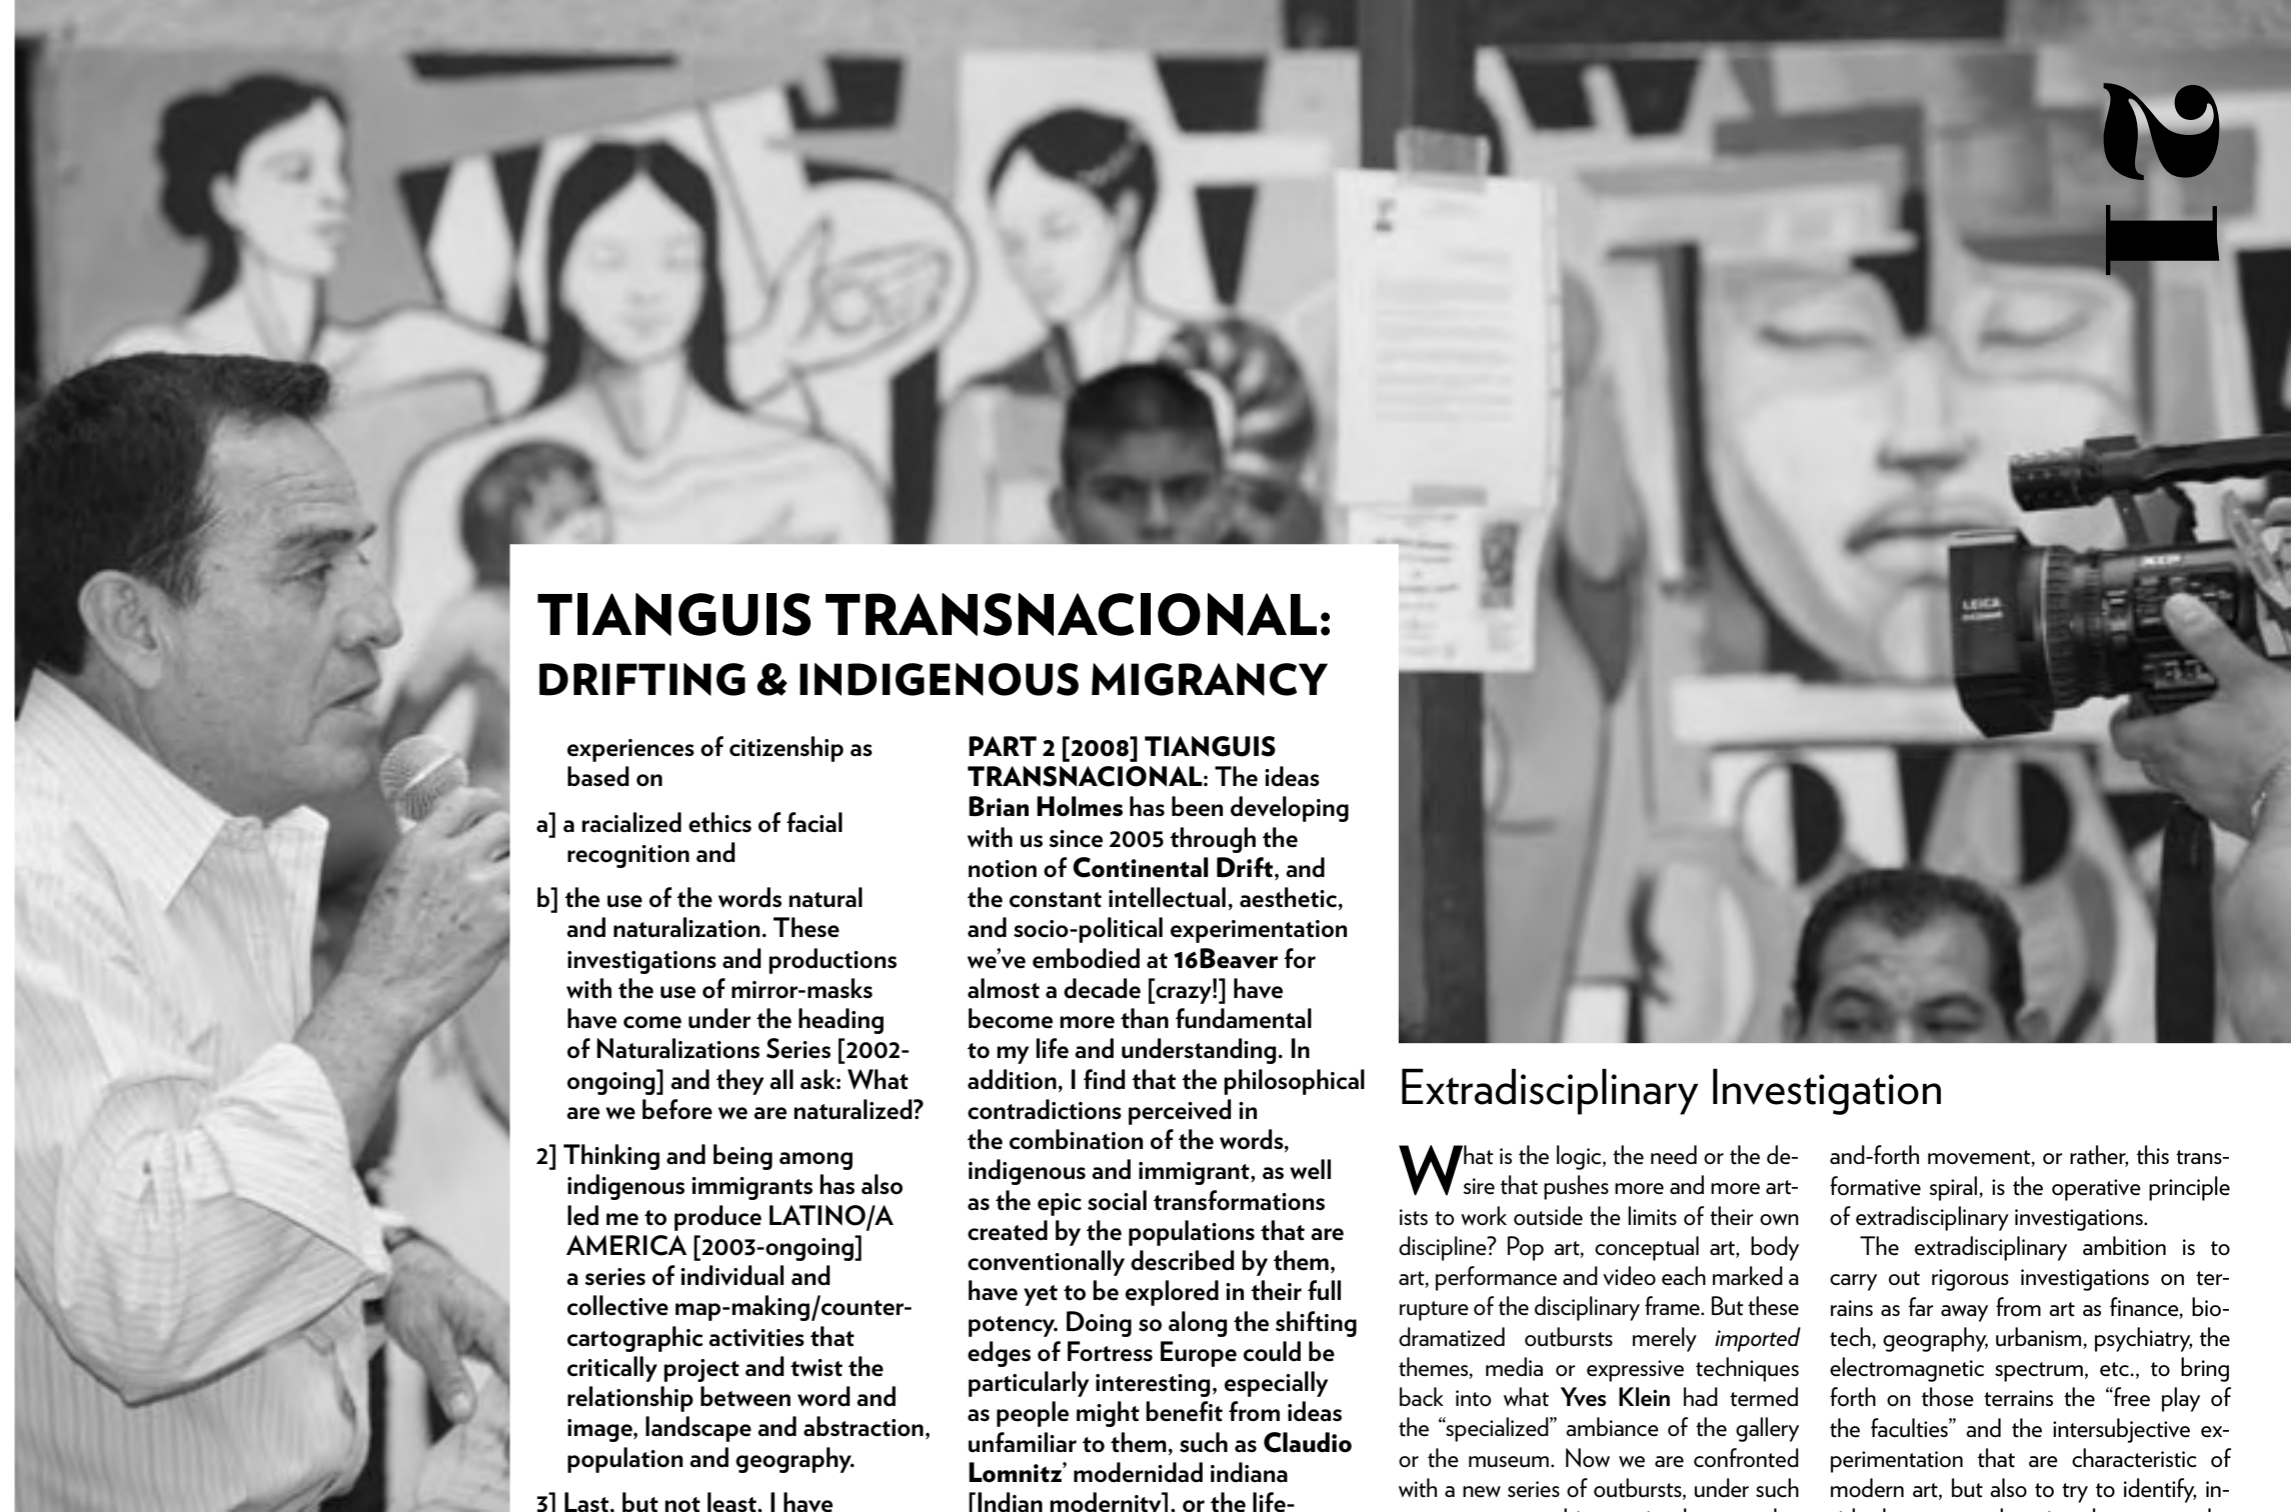 12
LEICA
TIANGUIS TRANSNACIONAL:
DRIFTING & INDIGENOUS MIGRANCY
experiences of citizenship as
based on
a] a racialized ethics of facial
recognition and
b] the use of the words natural
and naturalization. These
investigations and productions
with the use of mirror-masks
have come under the heading
of Naturalizations Series [2002-
ongoing] and they all ask: What
are we before we are naturalized?
2] Thinking and being among
indigenous immigrants has also
led me to produce LATINO/A
AMERICA [2003-ongoing]
a series of individual and
collective map-making/counter-
cartographic activities that
critically project and twist the
relationship between word and
image, landscape and abstraction,
population and geography.
3] Last, but not least, I have
PART 2 [2008] TIANGUIS
TRANSNACIONAL: The ideas
Brian Holmes has been developing
with us since 2005 through the
notion of Continental Drift, and
the constant intellectual, aesthetic,
and socio-political experimentation
we've embodied at 16Beaver for
almost a decade [crazy!] have
become more than fundamental
to my life and understanding. In
addition, I find that the philosophical
contradictions perceived in
the combination of the words,
indigenous and immigrant, as well
as the epic social transformations
created by the populations that are
conventionally described by them,
have yet to be explored in their full
potency. Doing so along the shifting
edges of Fortress Europe could be
particularly interesting, especially
as people might benefit from ideas
unfamiliar to them, such as Claudio
Lomnitz' modernidad indiana
[Indian modernity], or the life-
Extradisciplinary Investigation
What is the logic, the need or the de-
sire that pushes more and more art-
ists to work outside the limits of their own
discipline? Pop art, conceptual art, body
art, performance and video each marked a
rupture of the disciplinary frame. But these
dramatized outbursts merely imported
themes, media or expressive techniques
back into what Yves Klein had termed
the “specialized” ambiance of the gallery
or the museum. Now we are confronted
with a new series of outbursts, under such
and-forth movement, or rather, this trans-
formative spiral, is the operative principle
of extradisciplinary investigations.
The extradisciplinary ambition is to
carry out rigorous investigations on ter-
rains as far away from art as finance, bio-
tech, geography, urbanism, psychiatry, the
electromagnetic spectrum, etc., to bring
forth on those terrains the “free play of
the faculties” and the intersubjective ex-
perimentation that are characteristic of
modern art, but also to try to identify, in-